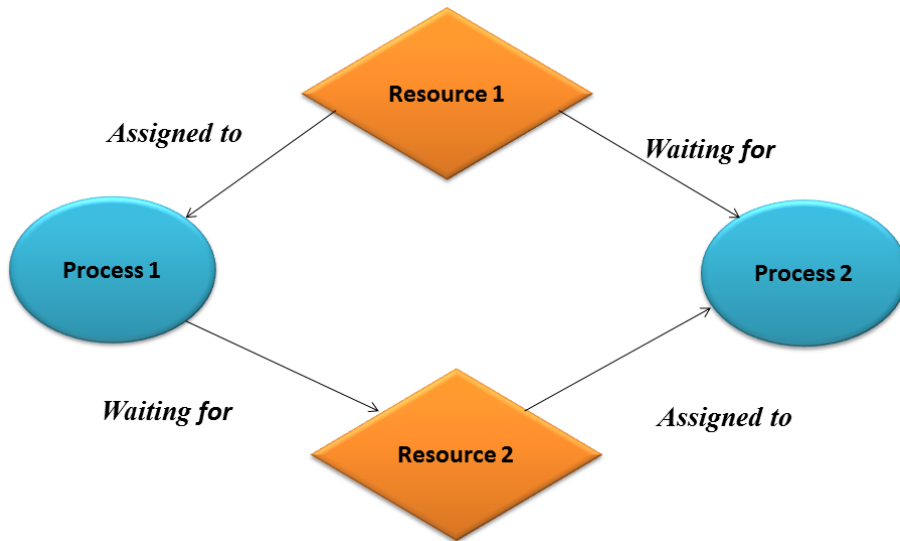 Resource 1
Assigned to
Waiting for
Process 1
Process 2
Waiting for
Assigned to
Resource 2